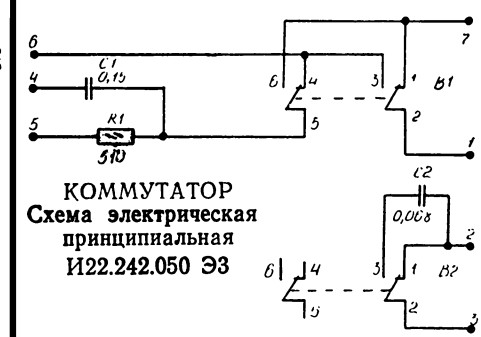 6
7
C1
0,15
4
6
4
3
1
B1
R1
5
5
2
510
1
КОММУТАТОР
Схема электрическая
принципиальная
И22.242.050 Э3
C2
0,068
2
6
4
3
1
B2
5
2
3